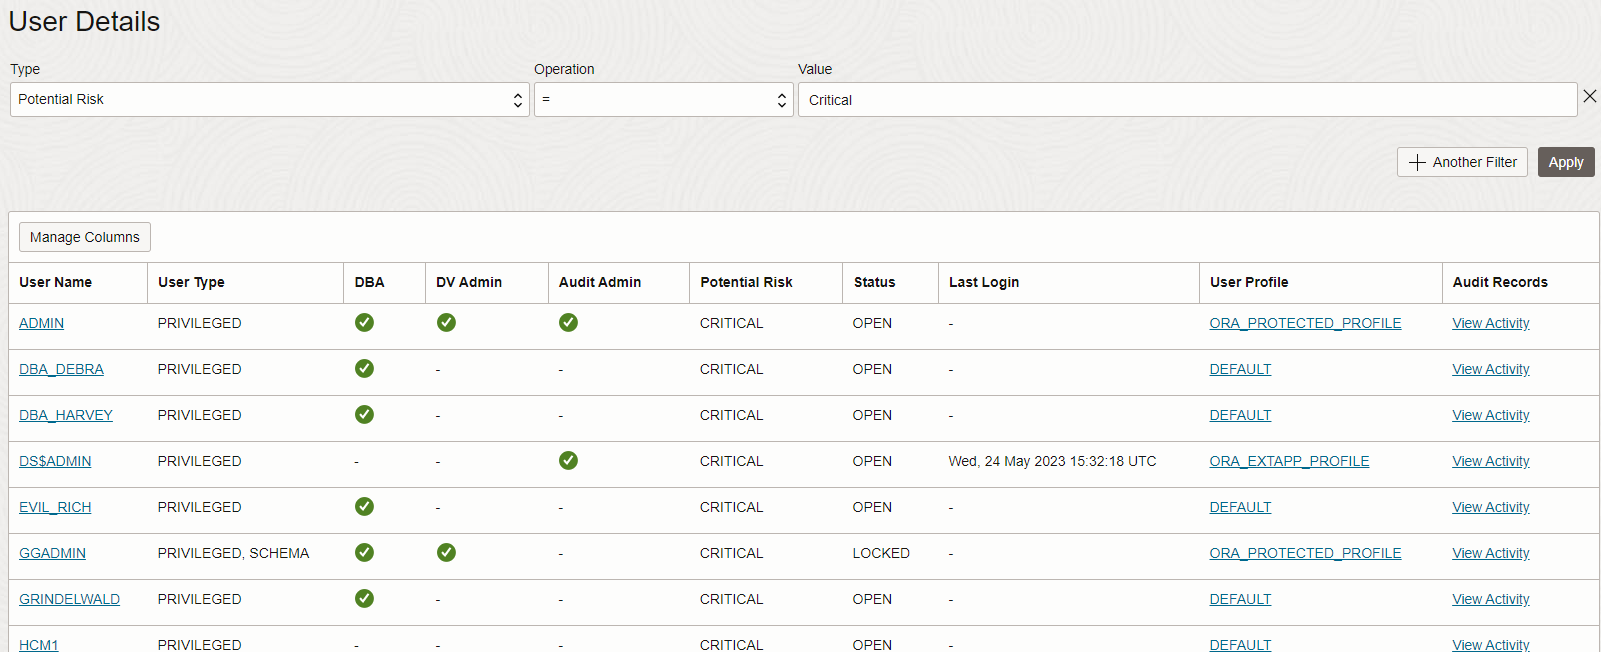 User Details
Type Operation Value
Potential Risk = Critical
Another Filter Apply
Manage Columns
User Name User Type DBA DV Admin Audit Admin Potential Risk Status Last Login User Profile Audit Records
ADMIN PRIVILEGED CRITICAL OPEN - ORA_PROTECTED_PROFILE View Activity
DBA_DEBRA PRIVILEGED - - CRITICAL OPEN - DEFAULT View Activity
DBA_HARVEY PRIVILEGED - - CRITICAL OPEN - DEFAULT View Activity
DS$ADMIN PRIVILEGED - - CRITICAL OPEN Wed, 24 May 2023 15:32:18 UTC ORA_EXTAPP_PROFILE View Activity
EVIL_RICH PRIVILEGED - - CRITICAL OPEN - DEFAULT View Activity
GGADMIN PRIVILEGED, SCHEMA - CRITICAL LOCKED - ORA_PROTECTED_PROFILE View Activity
GRINDELWALD PRIVILEGED - - CRITICAL OPEN - DEFAULT View Activity
HCM1 PRIVILEGED - - - CRITICAL OPEN - DEFAULT View Activity